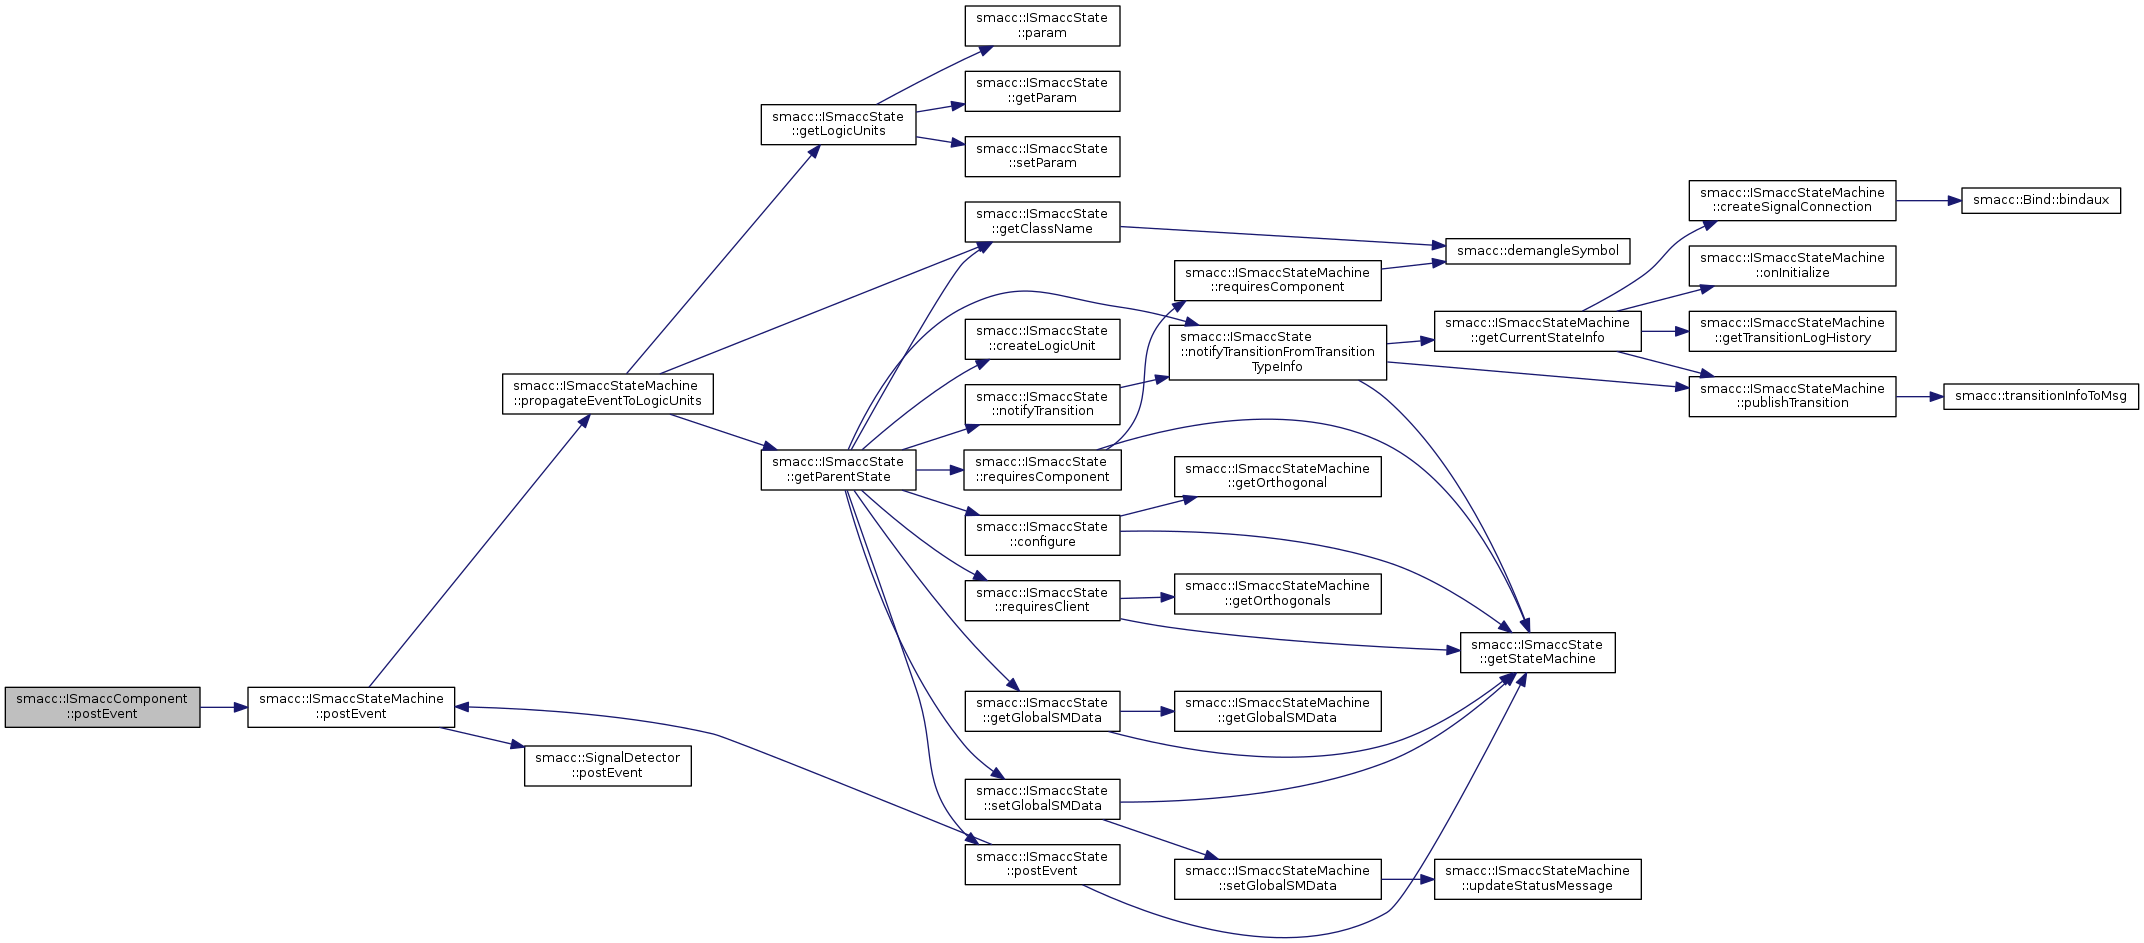 smacc::ISmaccComponent
::postEvent
smacc::ISmaccStateMachine
::postEvent
smacc::ISmaccStateMachine
::propagateEventToLogicUnits
smacc::SignalDetector
::postEvent
smacc::ISmaccState
::getLogicUnits
smacc::ISmaccState
::getParentState
smacc::ISmaccState
::param
smacc::ISmaccState
::getParam
smacc::ISmaccState
::setParam
smacc::ISmaccState
::getClassName
smacc::ISmaccState
::createLogicUnit
smacc::ISmaccState
::notifyTransition
smacc::ISmaccState
::requiresComponent
smacc::ISmaccState
::configure
smacc::ISmaccState
::requiresClient
smacc::ISmaccState
::getGlobalSMData
smacc::ISmaccState
::setGlobalSMData
smacc::ISmaccState
::postEvent
smacc::ISmaccStateMachine
::requiresComponent
smacc::ISmaccState
::notifyTransitionFromTransition
TypeInfo
smacc::ISmaccStateMachine
::getOrthogonal
smacc::ISmaccStateMachine
::getOrthogonals
smacc::ISmaccStateMachine
::getGlobalSMData
smacc::ISmaccStateMachine
::setGlobalSMData
smacc::demangleSymbol
smacc::ISmaccStateMachine
::getCurrentStateInfo
smacc::ISmaccState
::getStateMachine
smacc::ISmaccStateMachine
::updateStatusMessage
smacc::ISmaccStateMachine
::createSignalConnection
smacc::ISmaccStateMachine
::onInitialize
smacc::ISmaccStateMachine
::getTransitionLogHistory
smacc::ISmaccStateMachine
::publishTransition
smacc::Bind::bindaux
smacc::transitionInfoToMsg